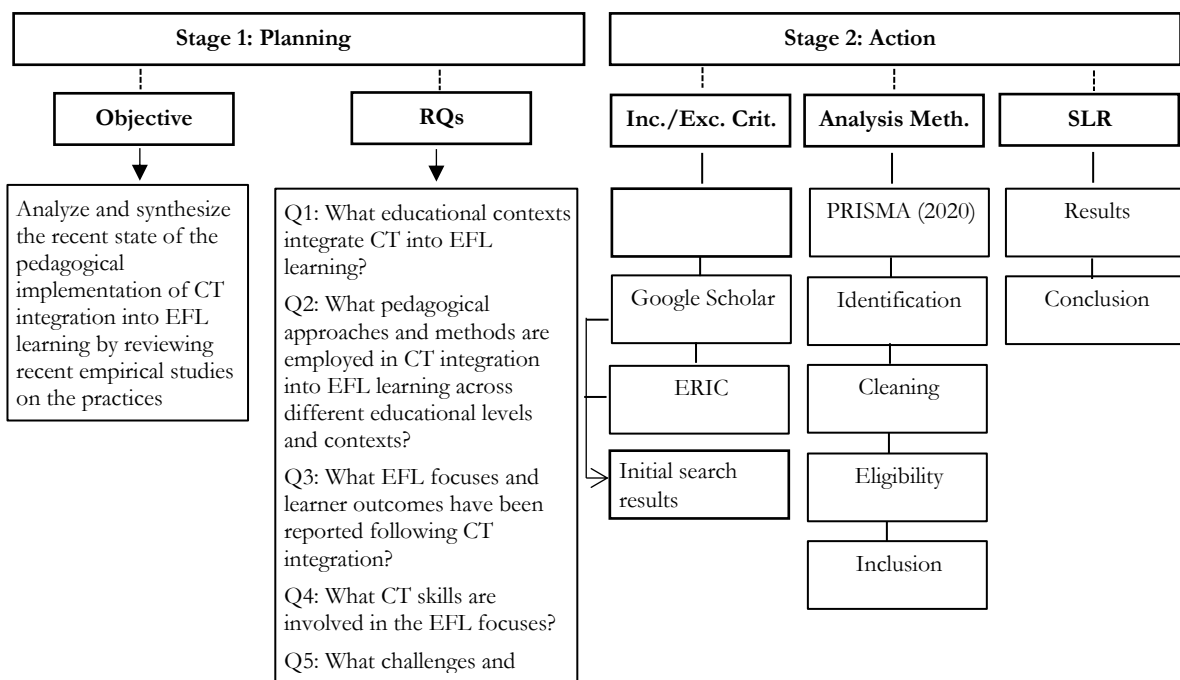 Stage 1: Planning
Stage 2: Action
Objective
RQs
Inc./Exc. Crit.
Analysis Meth.
SLR
Analyze and synthesize
the recent state of the
pedagogical
implementation of CT
integration into EFL
learning by reviewing
recent empirical studies
on the practices
Q1: What educational contexts
integrate CT into EFL
learning?
Q2: What pedagogical
approaches and methods are
employed in CT integration
into EFL learning across
different educational levels
and contexts?
Q3: What EFL focuses and
learner outcomes have been
reported following CT
integration?
Q4: What CT skills are
involved in the EFL focuses?
Q5: What challenges and
Google Scholar
ERIC
Initial search
results
PRISMA (2020)
Identification
Cleaning
Eligibility
Inclusion
Results
Conclusion